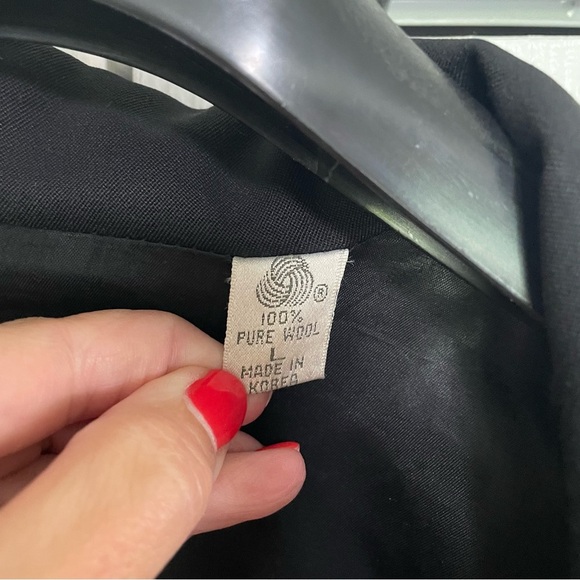 ®
100%
PURE WOOL
L
MADE IN
KOREA